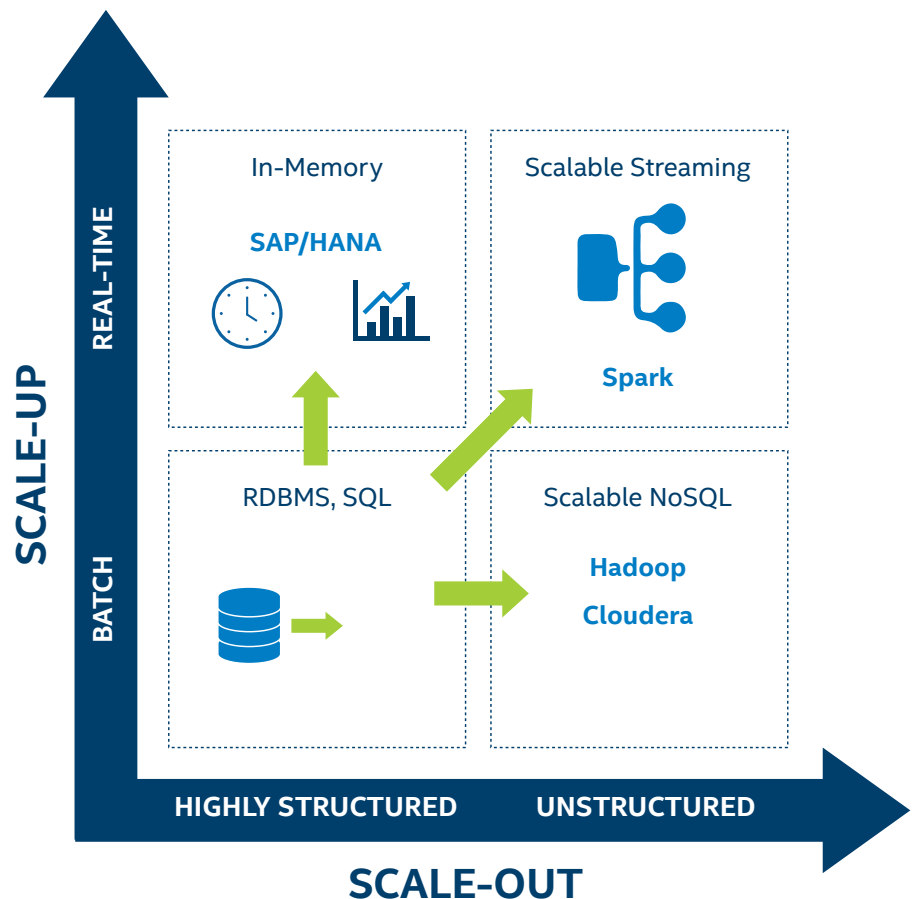 SCALE-UP
REAL-TIME
BATCH
In-Memory
SAP/HANA
Scalable Streaming
Spark
RDBMS, SQL
Scalable NoSQL
Hadoop
Cloudera
HIGHLY STRUCTURED
UNSTRUCTURED
SCALE-OUT